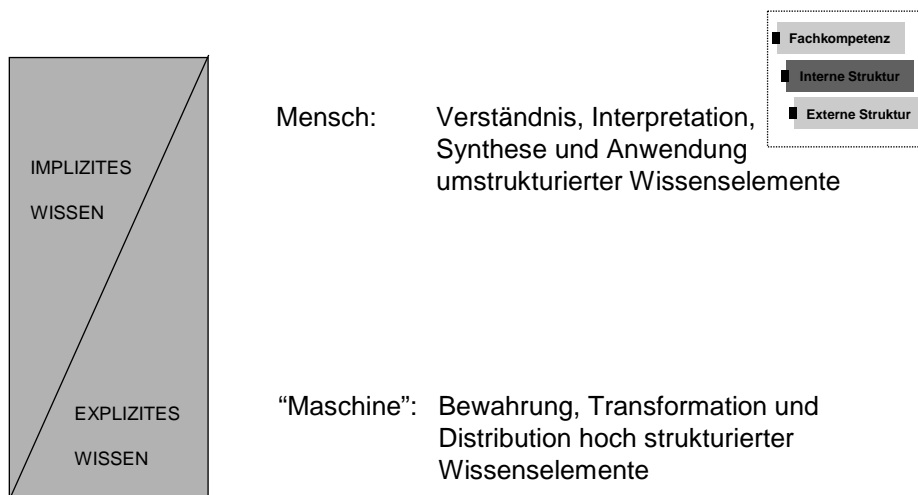 Fachkompetenz
Interne Struktur
Externe Struktur
IMPLIZITES
WISSEN
Mensch: Verständnis, Interpretation,
Synthese und Anwendung
umstrukturierter Wissenselemente
EXPLIZITES
WISSEN
“Maschine”: Bewahrung, Transformation und
Distribution hoch strukturierter
Wissenselemente